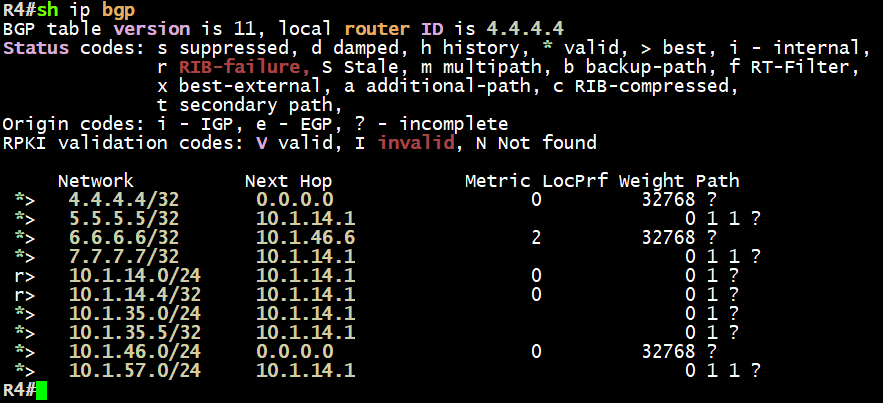 R4#sh ip bgp
BGP table version is 11, local router ID is 4.4.4.4
Status codes: s suppressed, d damped, h history, * valid, > best, i - internal,
              r RIB-failure, S Stale, m multipath, b backup-path, f RT-Filter,
              x best-external, a additional-path, c RIB-compressed,
              t secondary path,
Origin codes: i - IGP, e - EGP, ? - incomplete
RPKI validation codes: V valid, I invalid, N Not found

     Network          Next Hop            Metric LocPrf Weight Path
 *>   4.4.4.4/32       0.0.0.0                  0         32768 ?
 *>   5.5.5.5/32       10.1.14.1                              0 1 1 ?
 *>   6.6.6.6/32       10.1.46.6                2         32768 ?
 *>   7.7.7.7/32       10.1.14.1                              0 1 1 ?
 r>   10.1.14.0/24     10.1.14.1                0             0 1 ?
 r>   10.1.14.4/32     10.1.14.1                0             0 1 ?
 *>   10.1.35.0/24     10.1.14.1                              0 1 ?
 *>   10.1.35.5/32     10.1.14.1                              0 1 ?
 *>   10.1.46.0/24     0.0.0.0                  0         32768 ?
 *>   10.1.57.0/24     10.1.14.1                              0 1 1 ?
R4#